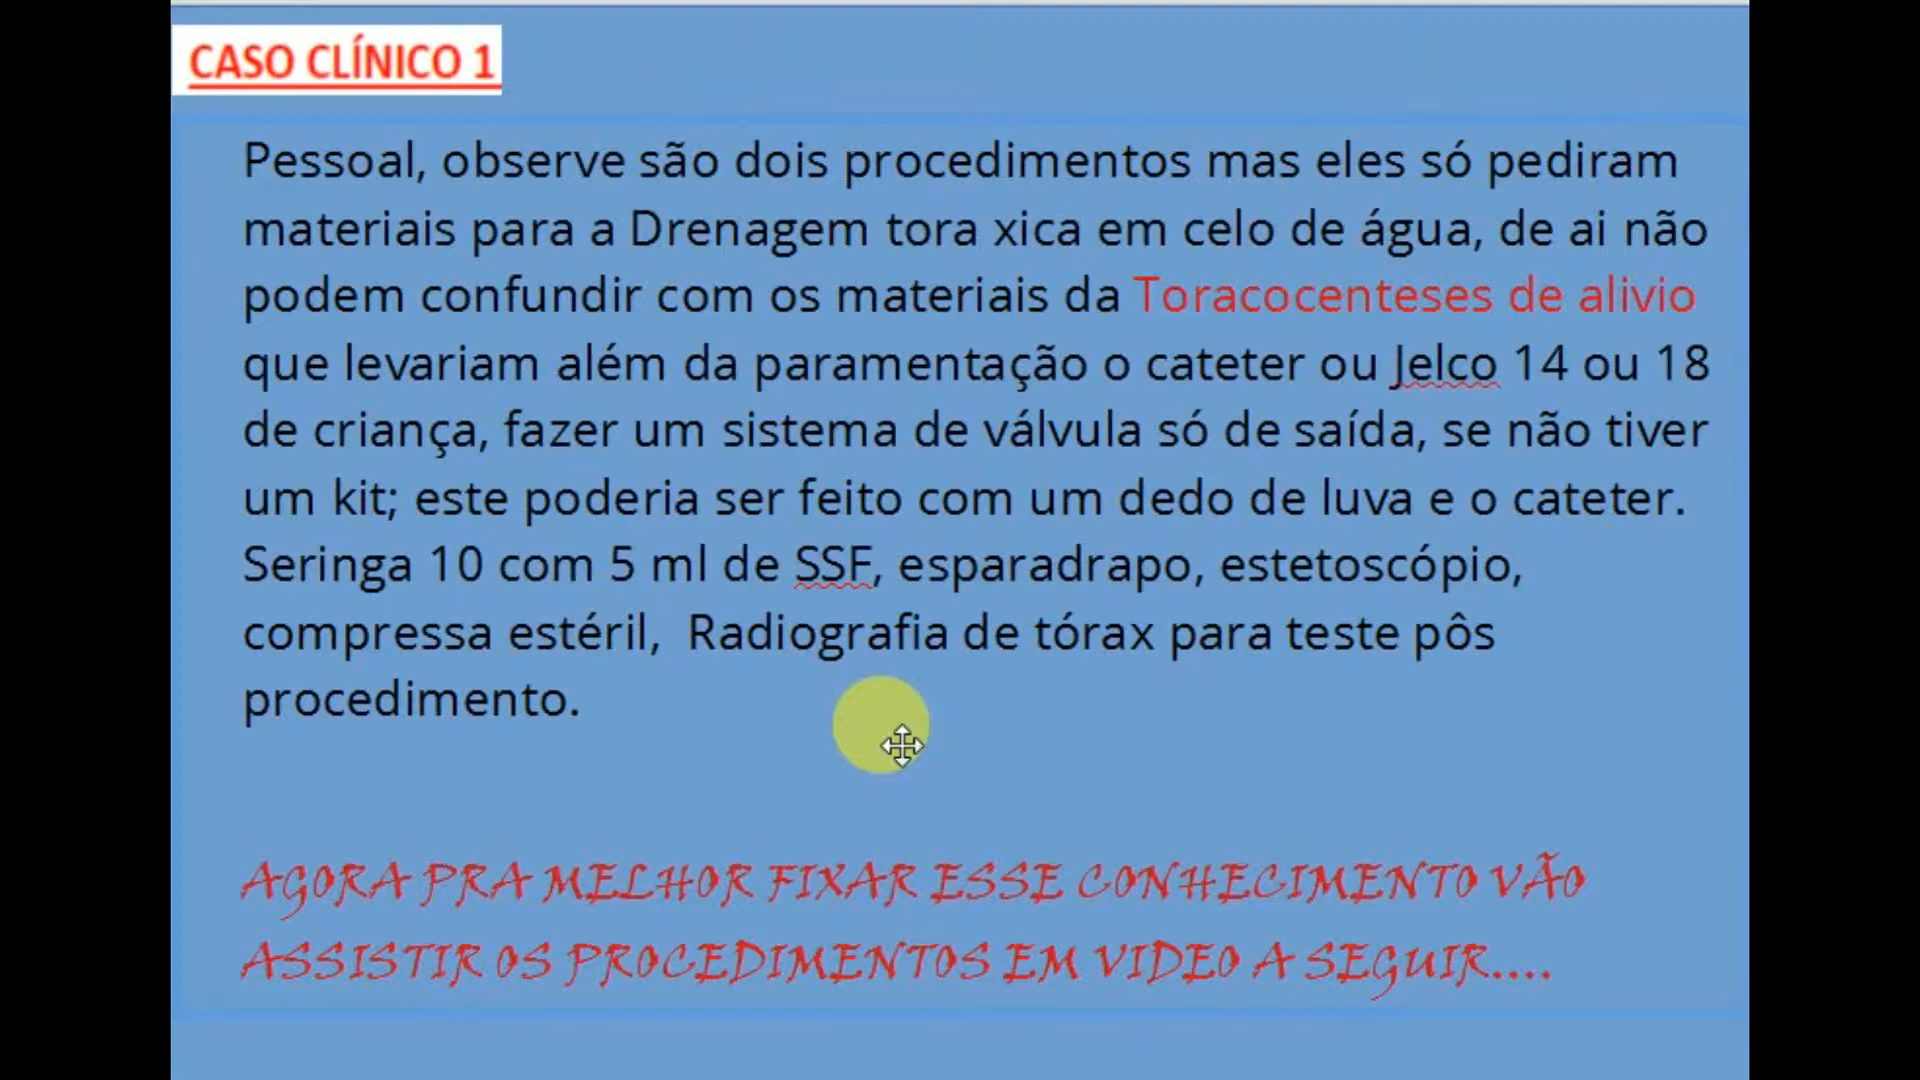 CASO CLÍNICO 1
Pessoal, observe são dois procedimentos mas eles só pediram
materiais para a Drenagem tora xica em celo de água, de ai não
podem confundir com os materiais da Toracocenteses de alivio
que levariam além da paramentação o cateter ou Jelco 14 ou 18
de criança, fazer um sistema de válvula só de saída, se não tiver
um kit; este poderia ser feito com um dedo de luva e o cateter.
Seringa 10 com 5 ml de SSF, esparadrapo, estetoscópio,
compressa estéril, Radiografia de tórax para teste pôs
procedimento.
AGORA PRA MELHOR FIXAR ESSE CONHECIMENTO VÃO
ASSISTIR OS PROCEDIMENTOS EM VIDEO A SEGUIR....